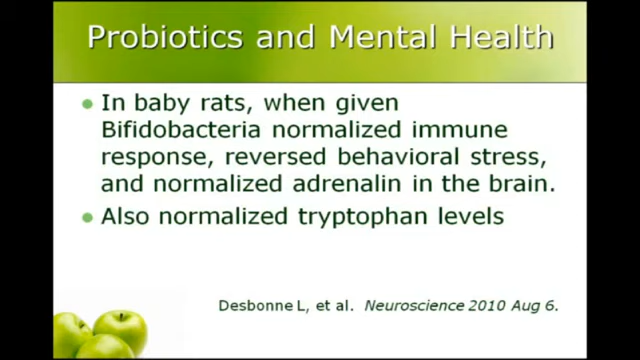 Probiotics and Mental Health
In baby rats, when given
Bifidobacteria normalized immune
response, reversed behavioral stress,
and normalized adrenalin in the brain.
Also normalized tryptophan levels
Desbonne L, et al. Neuroscience 2010 Aug 6.